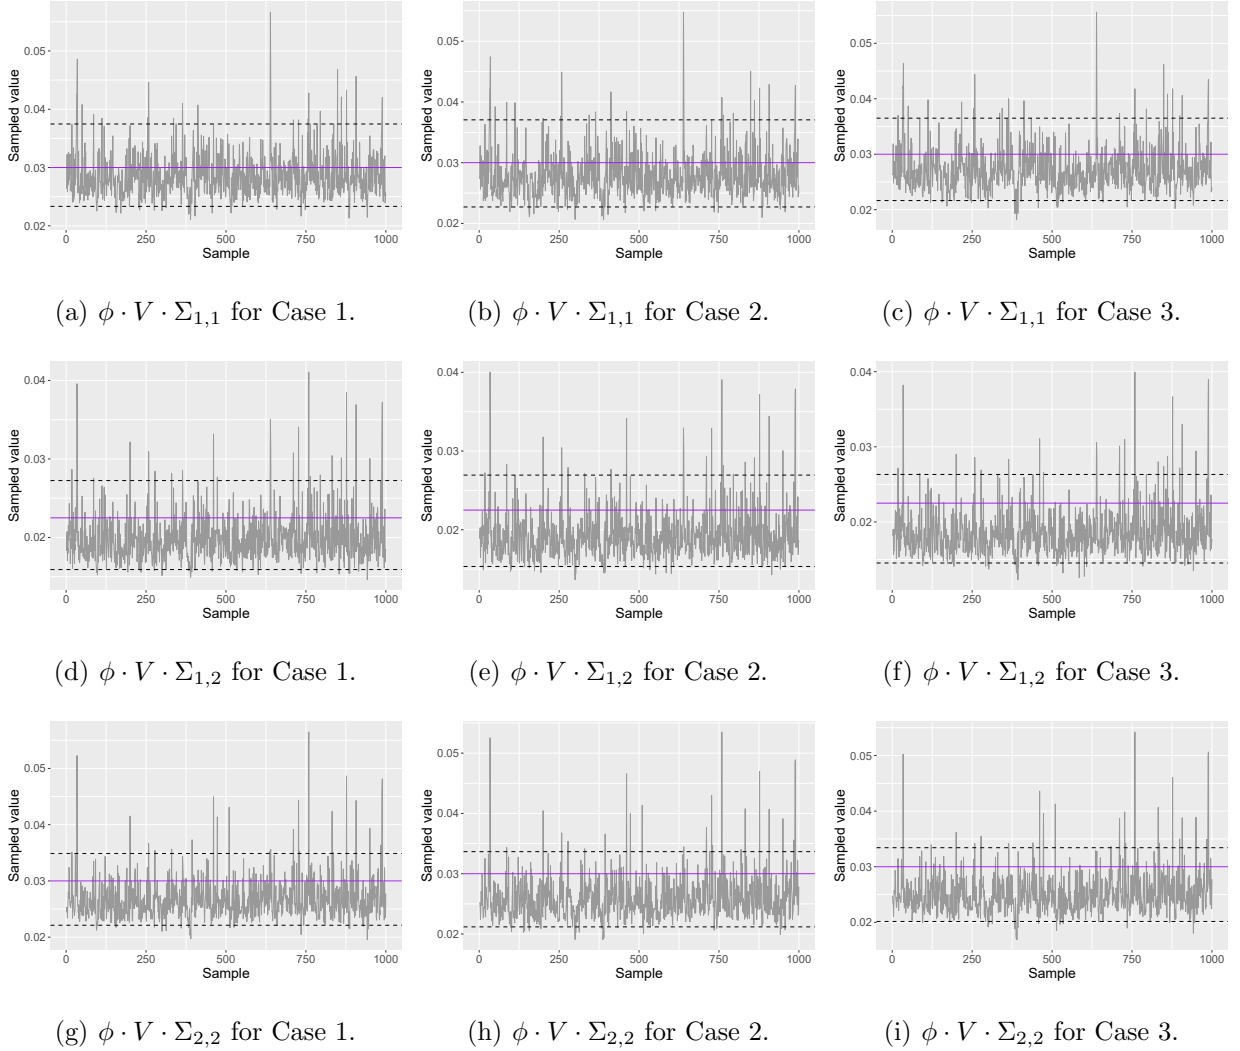 Sampled value
0.05
0.04
0.03
0.02
0 250 500 750 1000
Sample
Sampled value
0.05
0.04
0.03
0.02
0 250 500 750 1000
Sample
Sampled value
0.05
0.04
0.03
0.02
0 250 500 750 1000
Sample
(a) ϕ · V · Σ1,1 for Case 1.
(b) ϕ · V · Σ1,1 for Case 2.
(c) ϕ · V · Σ1,1 for Case 3.
Sampled value
0.04
0.03
0.02
0 250 500 750 1000
Sample
Sampled value
0.04
0.03
0.02
0 250 500 750 1000
Sample
Sampled value
0.04
0.03
0.02
0 250 500 750 1000
Sample
(d) ϕ · V · Σ1,2 for Case 1.
(e) ϕ · V · Σ1,2 for Case 2.
(f) ϕ · V · Σ1,2 for Case 3.
Sampled value
0.05
0.04
0.03
0.02
0 250 500 750 1000
Sample
Sampled value
0.05
0.04
0.03
0.02
0 250 500 750 1000
Sample
Sampled value
0.05
0.04
0.03
0.02
0 250 500 750 1000
Sample
(g) ϕ · V · Σ2,2 for Case 1.
(h) ϕ · V · Σ2,2 for Case 2.
(i) ϕ · V · Σ2,2 for Case 3.